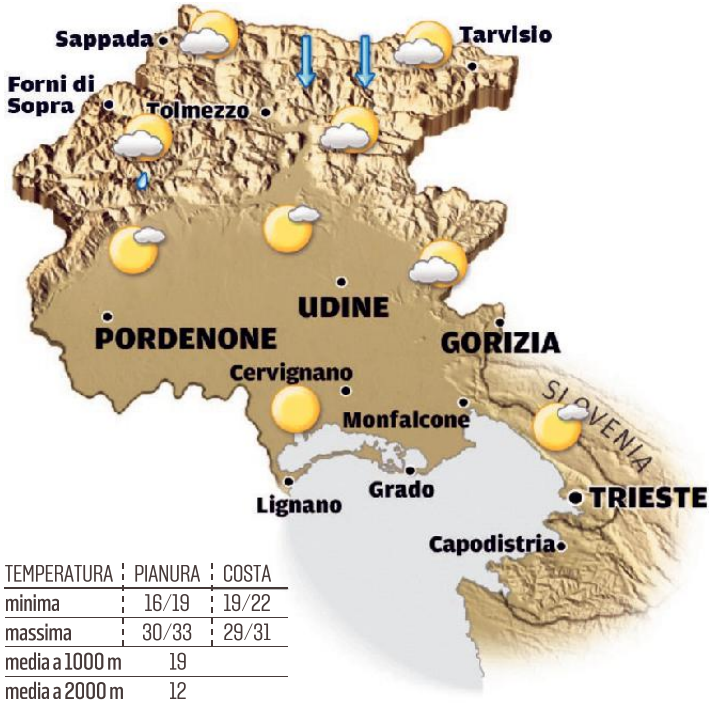 Sappada
Tarvisio
Forni di
Sopra
Tolmezzo
UDINE
PORDENONE
GORIZIA
Cervignano
SLOVENIA
Monfalcone
Grado
Lignano
TRIESTE
Capodistria
TEMPERATURA PIANURA COSTA
minima 16/19 19/22
massima 30/33 29/31
media a 1000 m 19
media a 2000 m 12